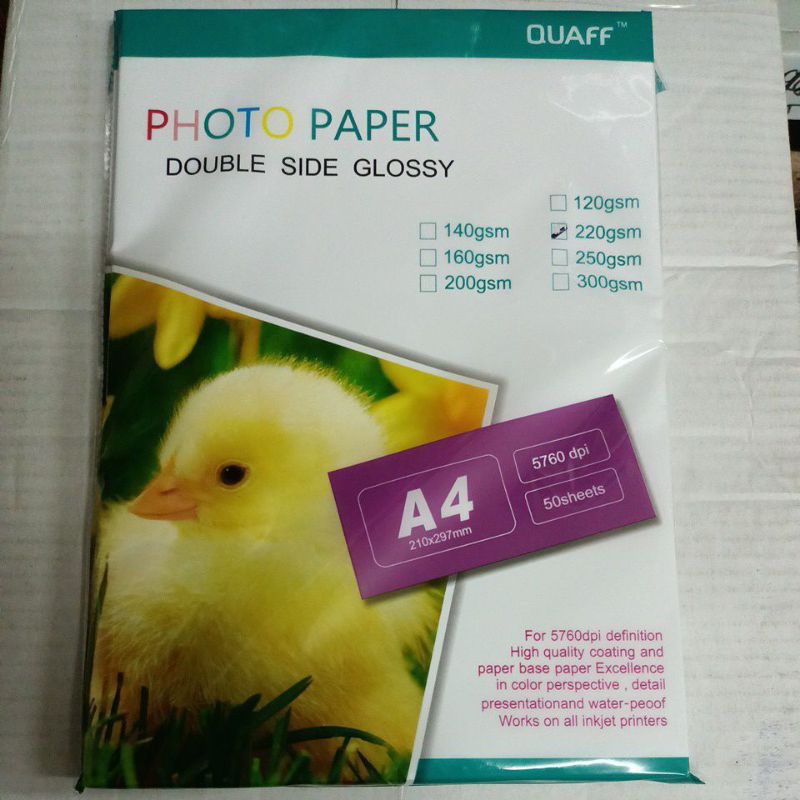 QUAFF™
PHOTO PAPER
DOUBLE SIDE GLOSSY
120gsm
140gsm 220gsm
160gsm 250gsm
200gsm 300gsm
A4
210x297mm
5760 dpi
50sheets
For 5760dpi definition
High quality coating and
paper base paper Excellence
in color perspective , detail
presentationand water-peoof
Works on all inkjet printers